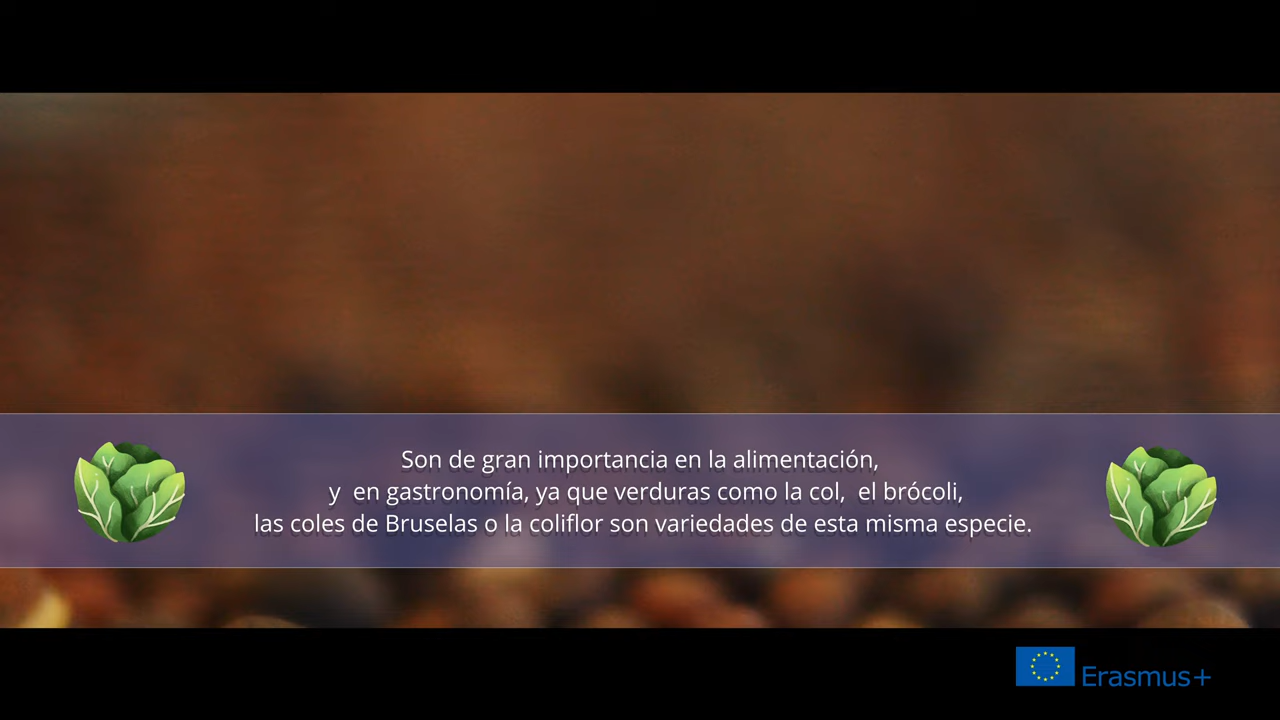 Son de gran importancia en la alimentación,
y en gastronomía, ya que verduras como la col, el brócoli,
las coles de Bruselas o la coliflor son variedades de esta misma especie.
Erasmus+